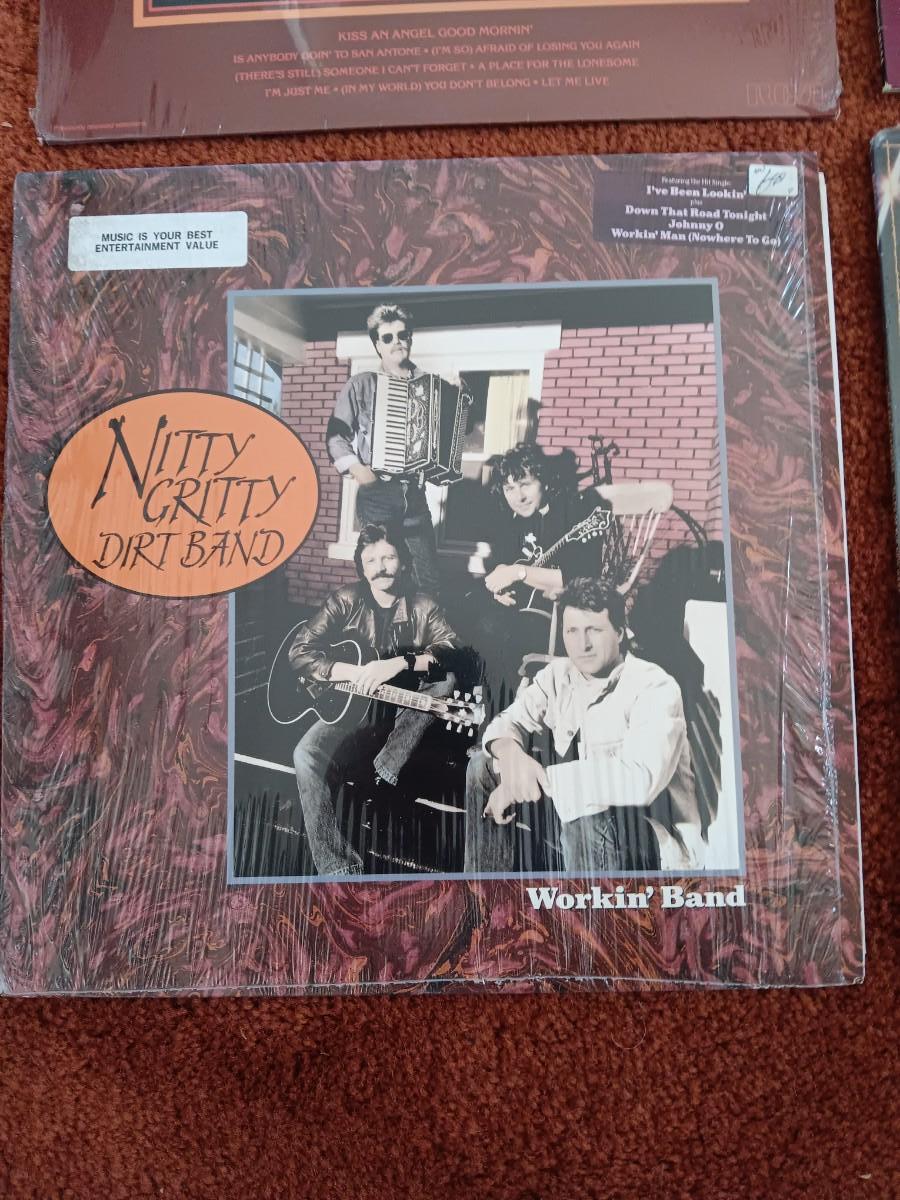 KISS AN ANGEL GOOD MORNIN'
IS ANYBODY GOIN' TO SAN ANTONE • (I'M SO) AFRAID OF LOSING YOU AGAIN
(THERE'S STILL) SOMEONE I CAN'T FORGET • A PLACE FOR THE LONESOME
I'M JUST ME • (IN MY WORLD) YOU DON'T BELONG • LET ME LIVE
MUSIC IS YOUR BEST
ENTERTAINMENT VALUE
Featuring the Hit Single:
I've Been Lookin'
plus
Down That Road Tonight
Johnny O
Workin' Man (Nowhere To Go)
NITTY
GRITTY
DIRT BAND
Workin' Band